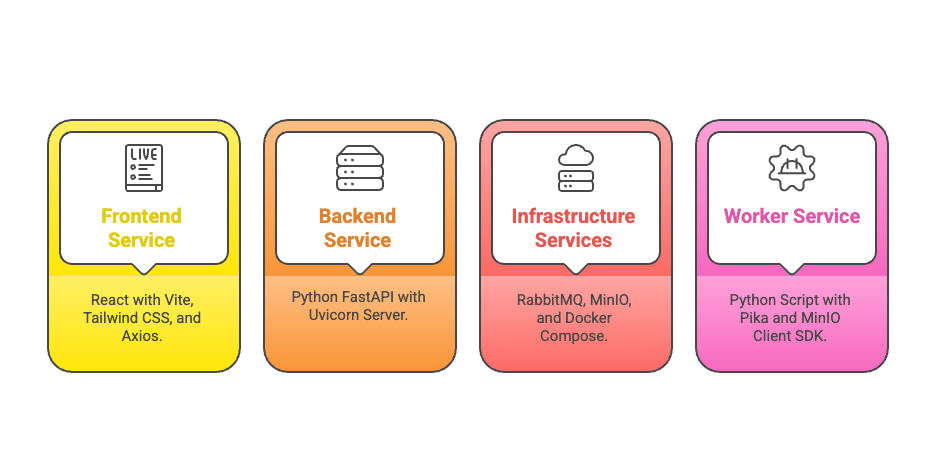 LIVE
Frontend
Service
React with Vite,
Tailwind CSS, and
Axios.
Backend
Service
Python FastAPI with
Uvicorn Server.
Infrastructure
Services
RabbitMQ, MinIO,
and Docker
Compose.
Worker Service
Python Script with
Pika and MinIO
Client SDK.